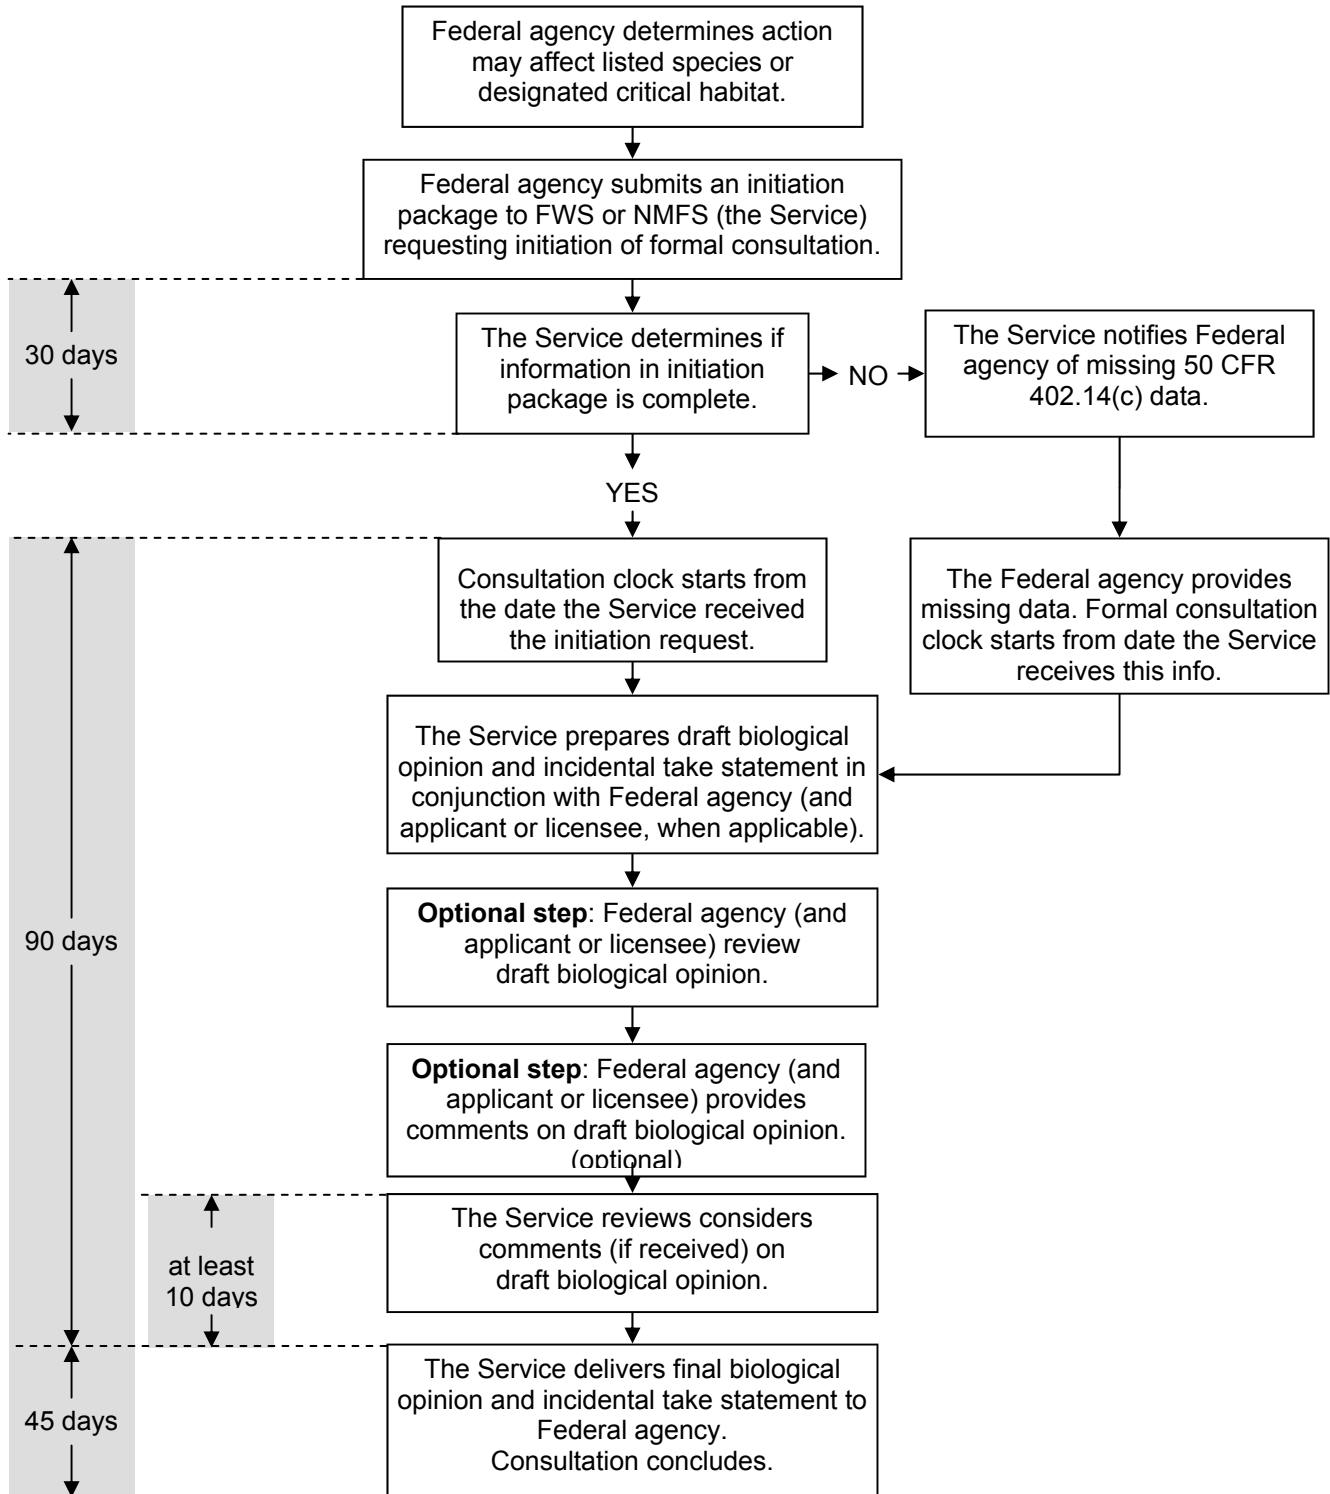 Federal agency determines action
may affect listed species or
designated critical habitat.
Federal agency submits an initiation
package to FWS or NMFS (the Service)
requesting initiation of formal consultation.
30 days
The Service determines if
information in initiation
package is complete.
NO
The Service notifies Federal
agency of missing 50 CFR
402.14(c) data.
YES
Consultation clock starts from
the date the Service received
the initiation request.
The Federal agency provides
missing data. Formal consultation
clock starts from date the Service
receives this info.
The Service prepares draft biological
opinion and incidental take statement in
conjunction with Federal agency (and
applicant or licensee, when applicable).
90 days
Optional step: Federal agency (and
applicant or licensee) review
draft biological opinion.
Optional step: Federal agency (and
applicant or licensee) provides
comments on draft biological opinion.
(optional)
at least
10 days
The Service reviews considers
comments (if received) on
draft biological opinion.
45 days
The Service delivers final biological
opinion and incidental take statement to
Federal agency.
Consultation concludes.